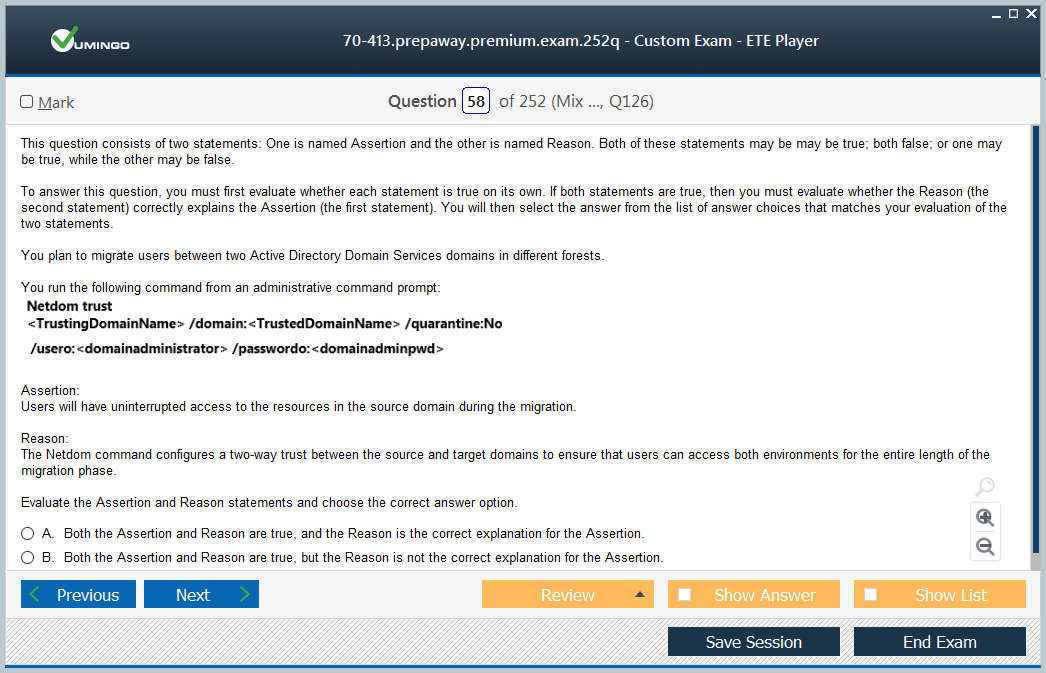 VUMINGO
70-413.prepaway.premium.exam.252q - Custom Exam - ETE Player
Mark
Question 58 of 252 (Mix ..., Q126)
This question consists of two statements: One is named Assertion and the other is named Reason. Both of these statements may be may be true; both false; or one may
be true, while the other may be false.
To answer this question, you must first evaluate whether each statement is true on its own. If both statements are true, then you must evaluate whether the Reason (the
second statement) correctly explains the Assertion (the first statement). You will then select the answer from the list of answer choices that matches your evaluation of the
two statements.
You plan to migrate users between two Active Directory Domain Services domains in different forests.
You run the following command from an administrative command prompt:
Netdom trust
<TrustingDomainName> /domain:<TrustedDomainName> /quarantine:No
/usero:<domainadministrator> /passwordo:<domainadminpwd>
Assertion:
Users will have uninterrupted access to the resources in the source domain during the migration.
Reason:
The Netdom command configures a two-way trust between the source and target domains to ensure that users can access both environments for the entire length of the
migration phase.
Evaluate the Assertion and Reason statements and choose the correct answer option.
A. Both the Assertion and Reason are true, and the Reason is the correct explanation for the Assertion.
B. Both the Assertion and Reason are true, but the Reason is not the correct explanation for the Assertion.
Previous Next Review Show Answer Show List
Save Session End Exam